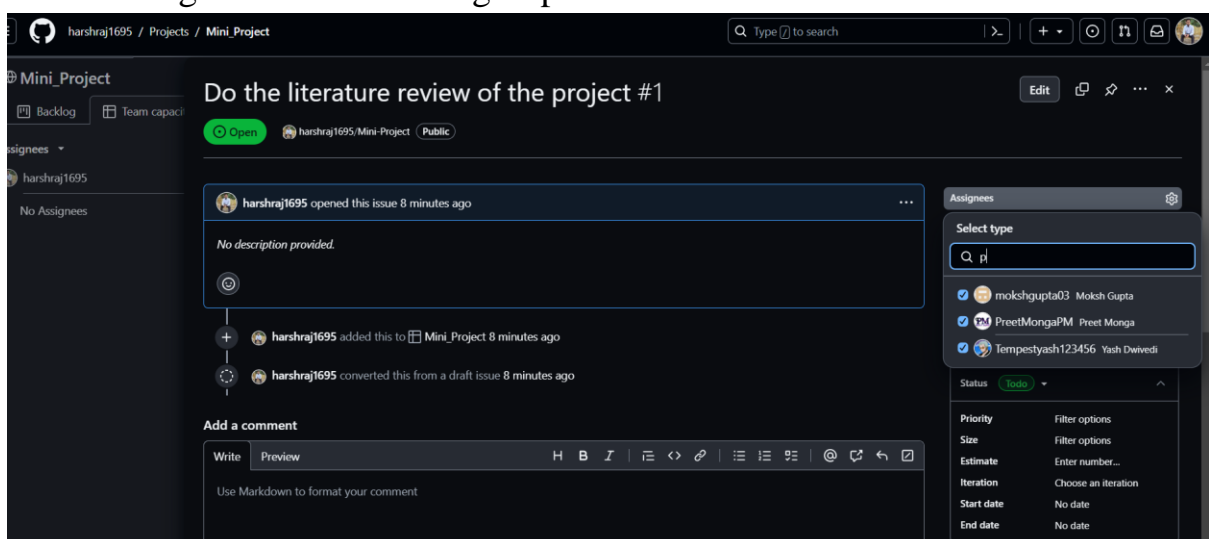 harshraj1695 / Projects / Mini_Project
Type / to search
Mini_Project
Backlog
Team capaci
ssignees
harshraj1695
No Assignees
Do the literature review of the project #1
Edit
Open
harshraj1695/Mini-Project
Public
harshraj1695 opened this issue 8 minutes ago
No description provided.
harshraj1695 added this to Mini_Project 8 minutes ago
harshraj1695 converted this from a draft issue 8 minutes ago
Add a comment
Write
Preview
H B I
Use Markdown to format your comment
Assignees
Select type
p
mokshgupta03 Moksh Gupta
PreetMongaPM Preet Monga
Tempestyash123456 Yash Dwivedi
Status Todo
Priority Filter options
Size Filter options
Estimate Enter number...
Iteration Choose an iteration
Start date No date
End date No date